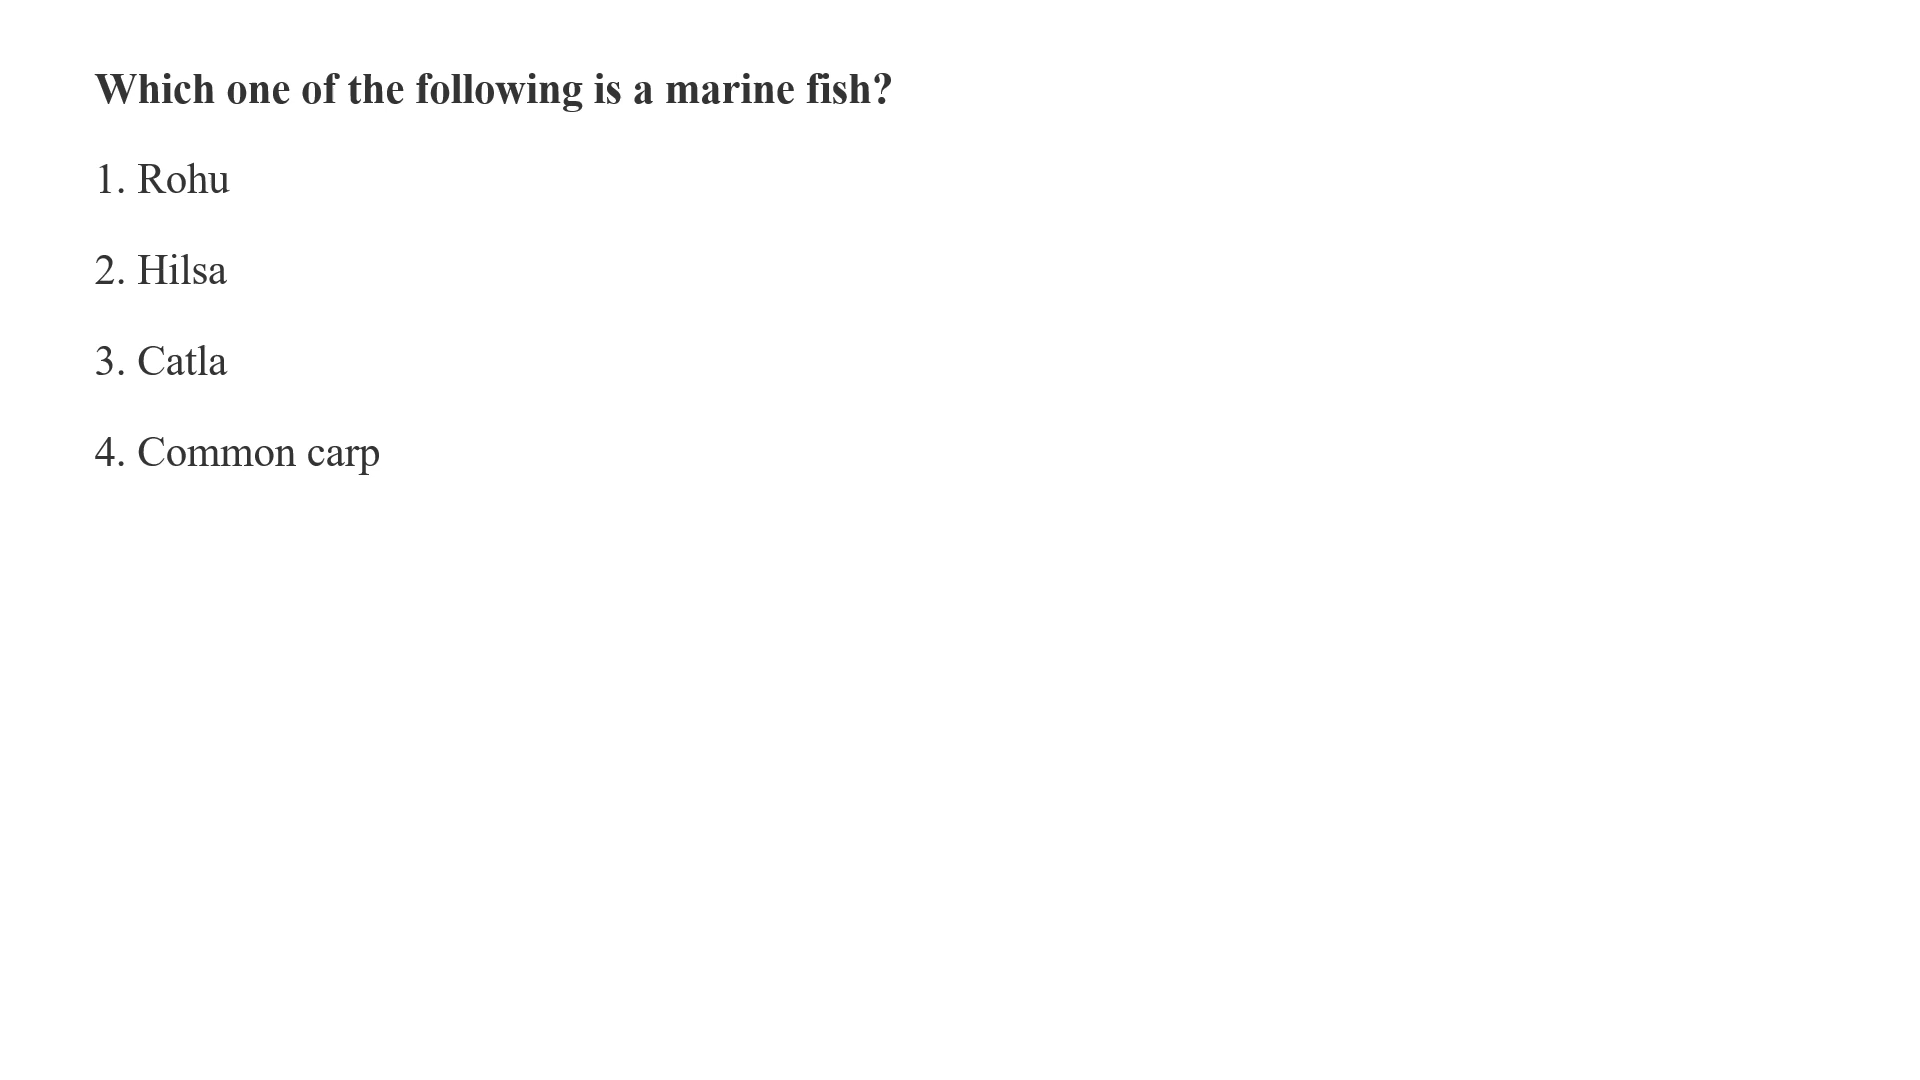 Which one of the following is a marine fish?
1. Rohu
2. Hilsa
3. Catla
4. Common carp